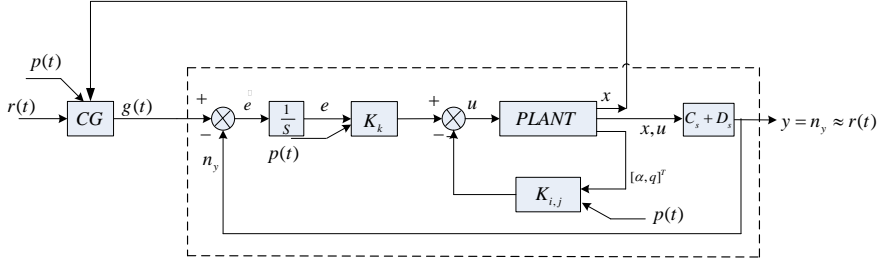 p(t)
r(t)
CG
g(t)
+
−
e
1
S
e
p(t)
K_k
+
−
u
PLANT
x
x,u
C_s + D_s
y = n_y ≈ r(t)
n_y
[α,q]^T
K_{i,j}
p(t)